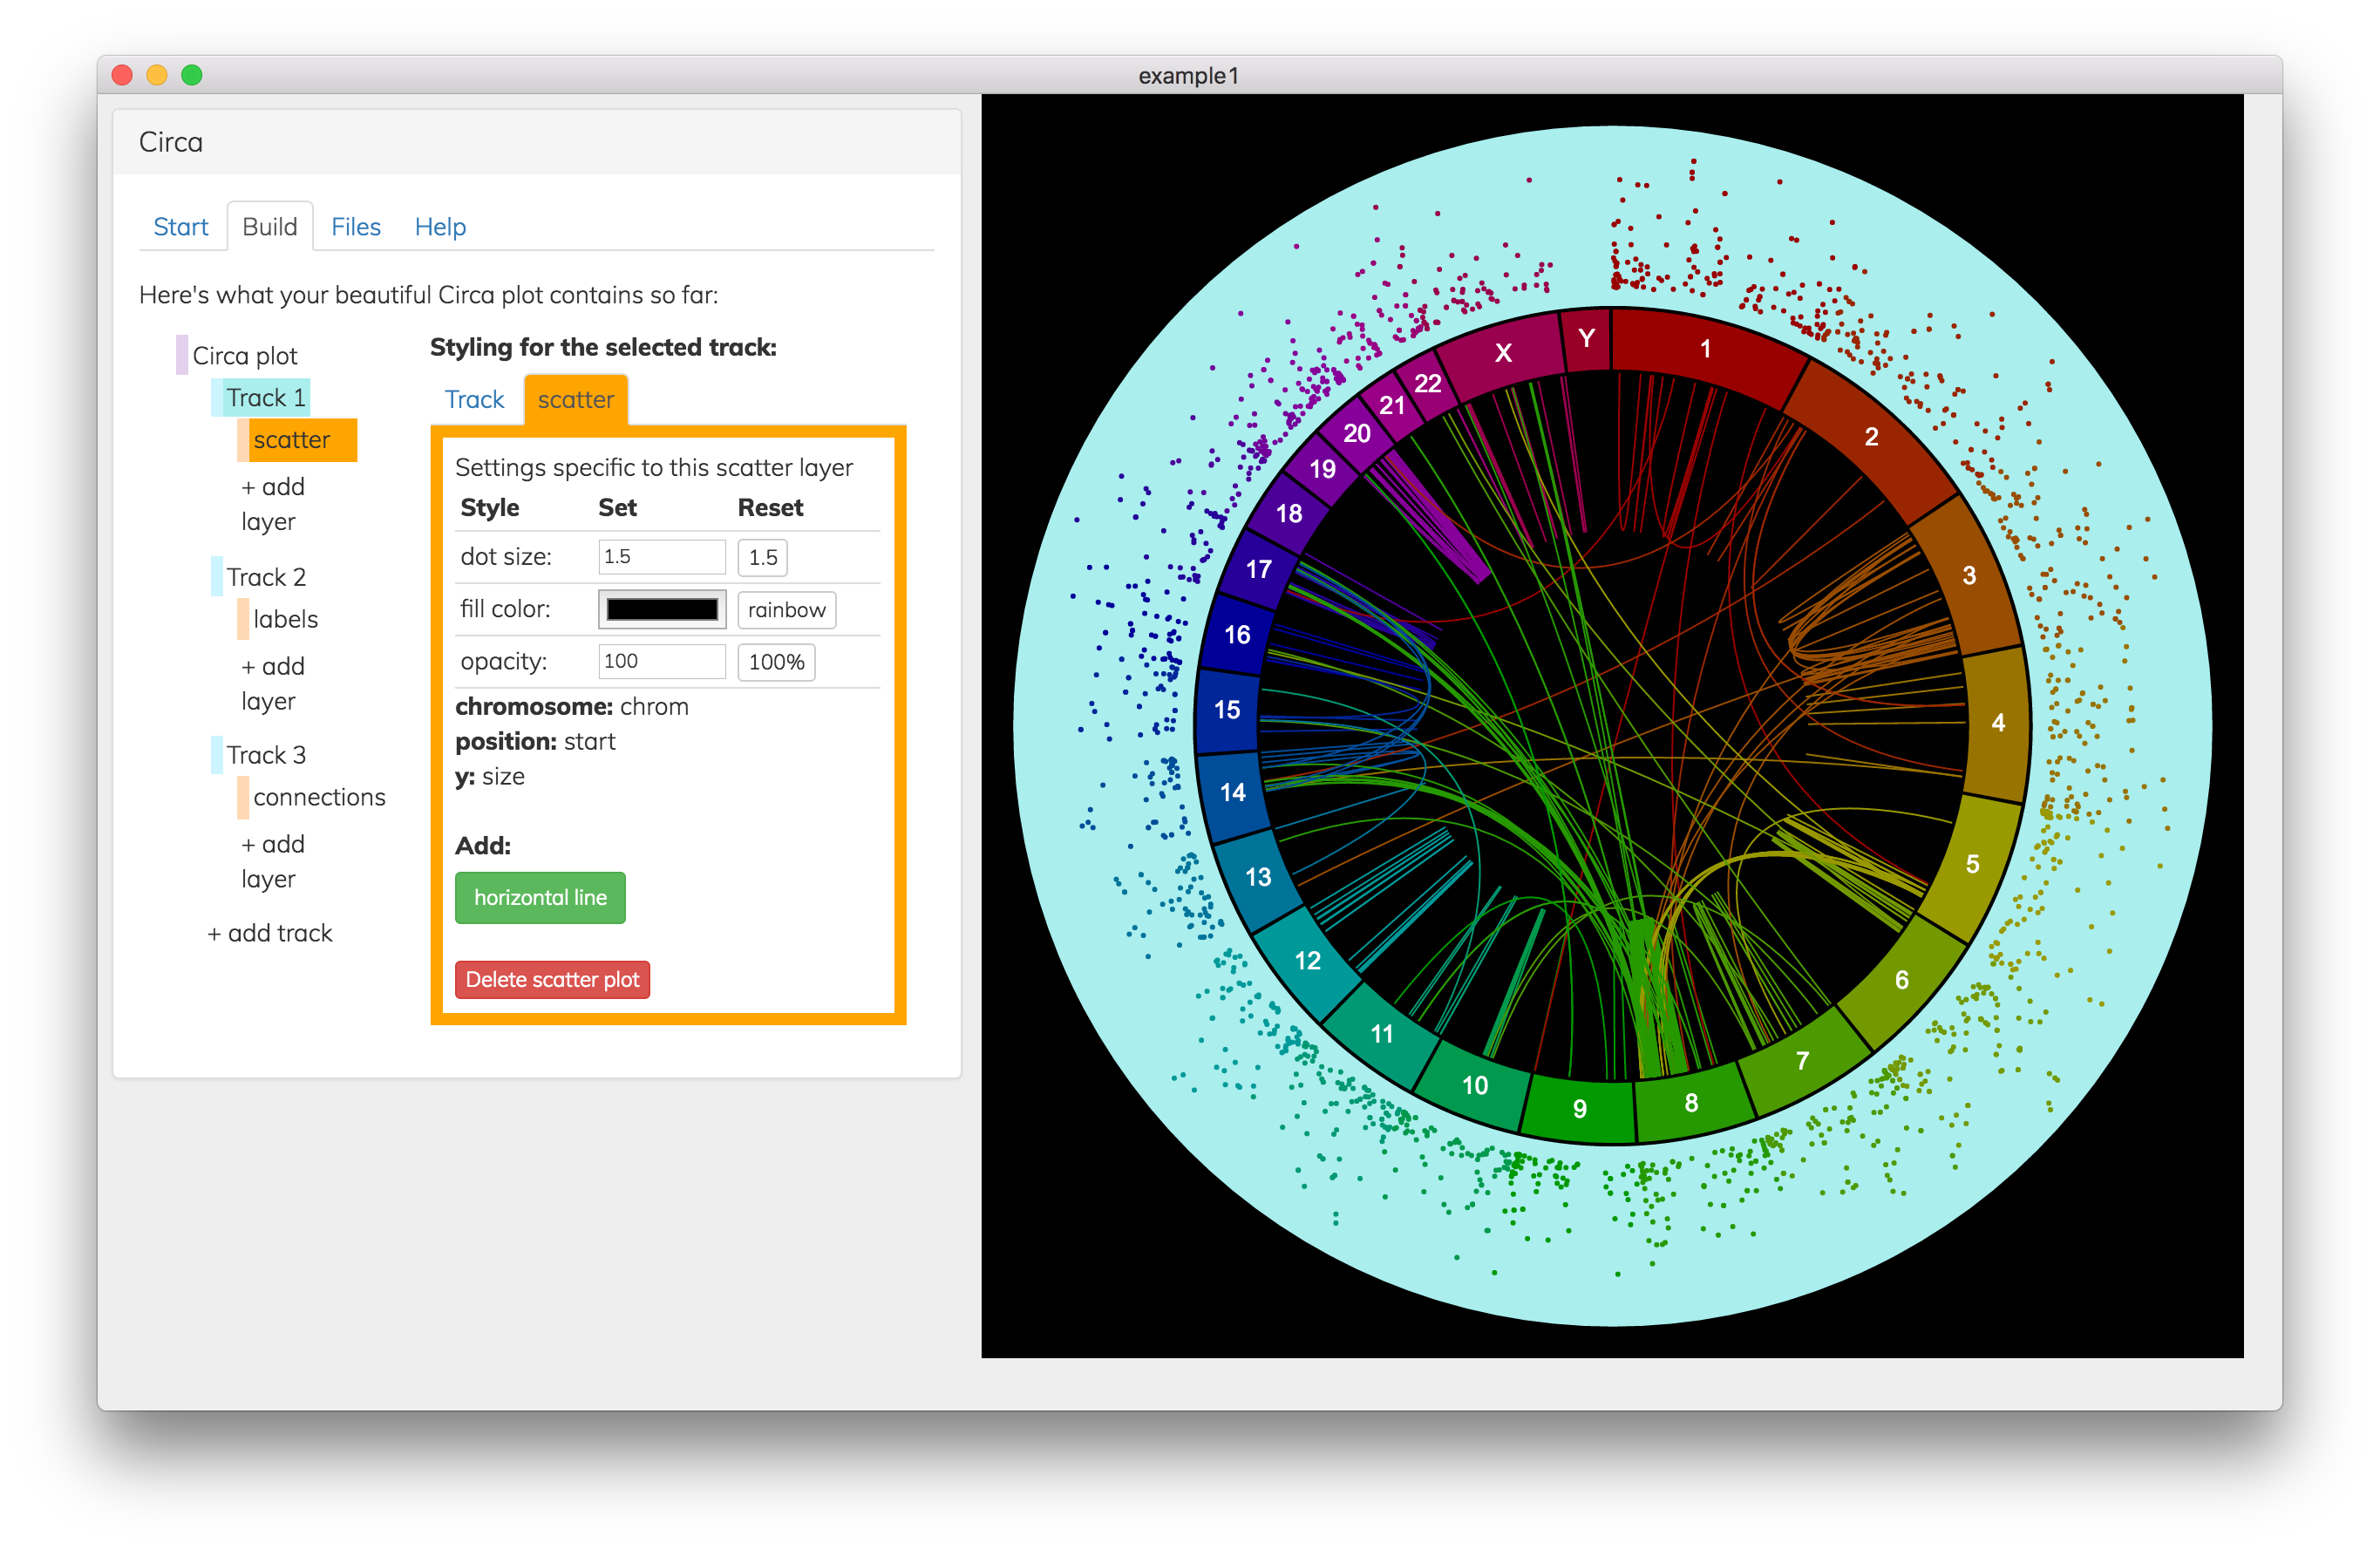 example1
Circa
Start Build Files Help
Here's what your beautiful Circa plot contains so far:
Circa plot
Track 1
scatter
+ add
layer
Track 2
labels
+ add
layer
Track 3
connections
+ add
layer
+ add track
Styling for the selected track:
Track scatter
Settings specific to this scatter layer
Style Set Reset
dot size: 1.5 1.5
fill color: rainbow
opacity: 100 100%
chromosome: chrom
position: start
y: size
Add:
horizontal line
Delete scatter plot
1
2
3
4
5
6
7
8
9
10
11
12
13
14
15
16
17
18
19
20
21
22
X
Y